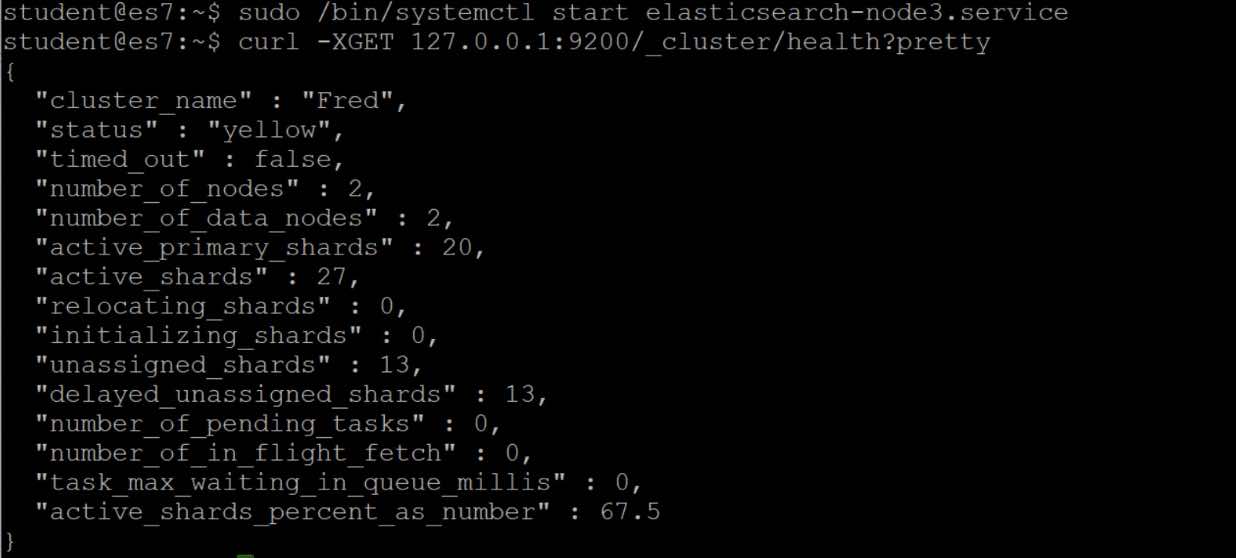 student@es7:~$ sudo /bin/systemctl start elasticsearch-node3.service
student@es7:~$ curl -XGET 127.0.0.1:9200/_cluster/health?pretty
{
  "cluster_name" : "Fred",
  "status" : "yellow",
  "timed_out" : false,
  "number_of_nodes" : 2,
  "number_of_data_nodes" : 2,
  "active_primary_shards" : 20,
  "active_shards" : 27,
  "relocating_shards" : 0,
  "initializing_shards" : 0,
  "unassigned_shards" : 13,
  "delayed_unassigned_shards" : 13,
  "number_of_pending_tasks" : 0,
  "number_of_in_flight_fetch" : 0,
  "task_max_waiting_in_queue_millis" : 0,
  "active_shards_percent_as_number" : 67.5
}